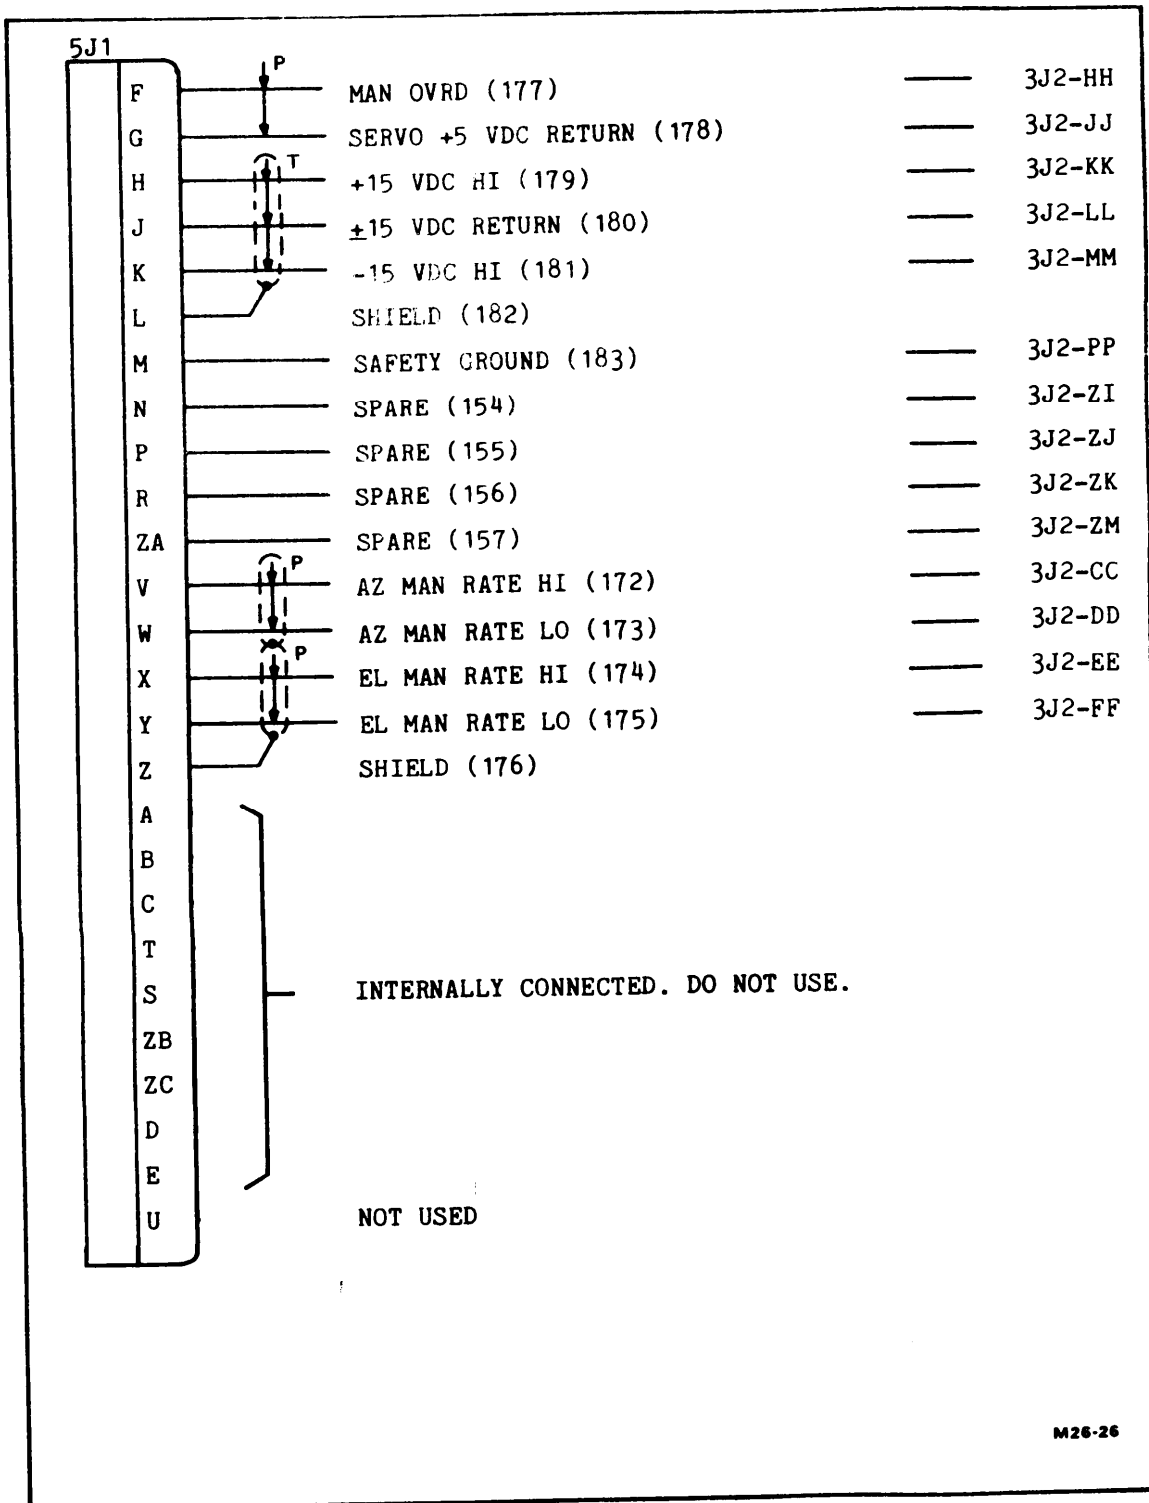 5J1
P
F MAN OVRD (177) 3J2-HH
G SERVO +5 VDC RETURN (178) 3J2-JJ
T
H +15 VDC HI (179) 3J2-KK
J ±15 VDC RETURN (180) 3J2-LL
K -15 VDC HI (181) 3J2-MM
L SHIELD (182)
M SAFETY GROUND (183) 3J2-PP
N SPARE (154) 3J2-ZI
P SPARE (155) 3J2-ZJ
R SPARE (156) 3J2-ZK
ZA SPARE (157) 3J2-ZM
P
V AZ MAN RATE HI (172) 3J2-CC
W AZ MAN RATE LO (173) 3J2-DD
P
X EL MAN RATE HI (174) 3J2-EE
Y EL MAN RATE LO (175) 3J2-FF
Z SHIELD (176)
A
B
C
T
S INTERNALLY CONNECTED. DO NOT USE.
ZB
ZC
D
E
U NOT USED
M26-26